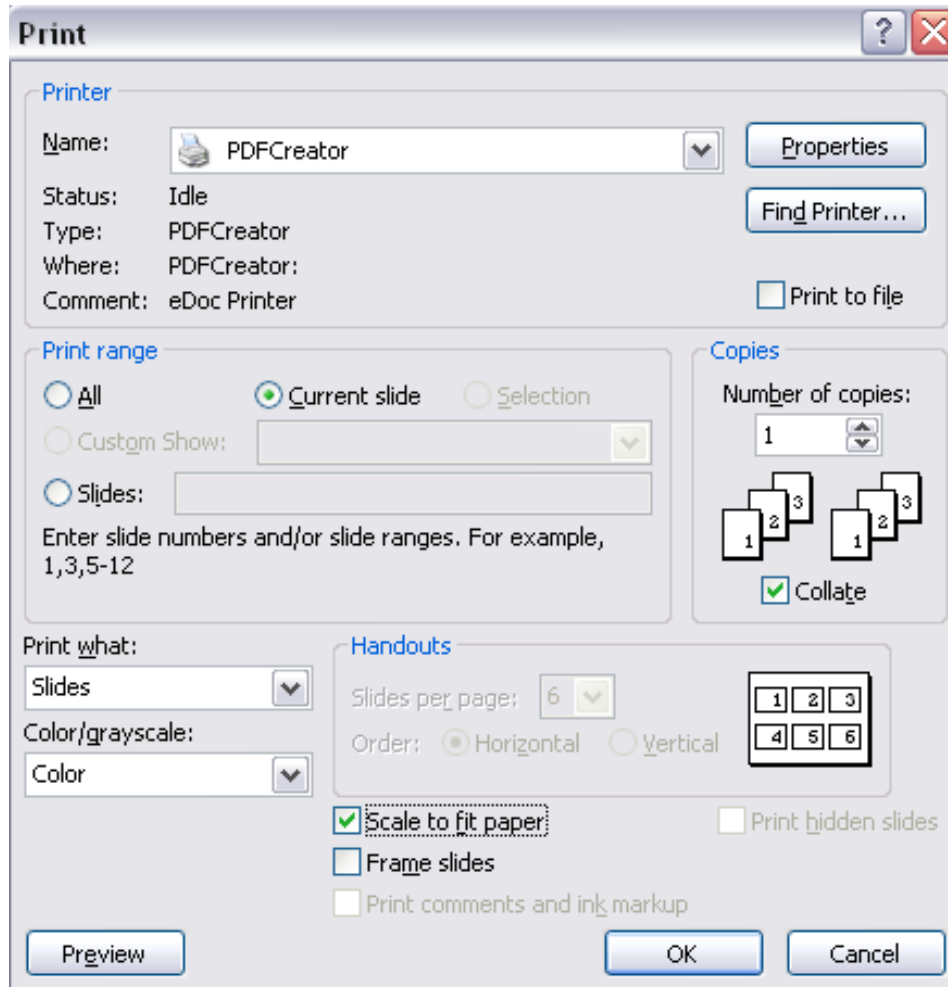 Print
Printer
Name: PDFCreator Properties
Status: Idle
Find Printer...
Type: PDFCreator
Where: PDFCreator:
Comment: eDoc Printer
Print to file
Print range
All Current slide Selection
Custom Show:
Slides:
Enter slide numbers and/or slide ranges. For example,
1,3,5-12
Copies
Number of copies:
1
1 2 3 1 2 3
Collate
Print what:
Slides
Color/grayscale:
Color
Handouts
Slides per page: 6
Order: Horizontal Vertical
1 2 3
4 5 6
Scale to fit paper Print hidden slides
Frame slides
Print comments and ink markup
Preview OK Cancel